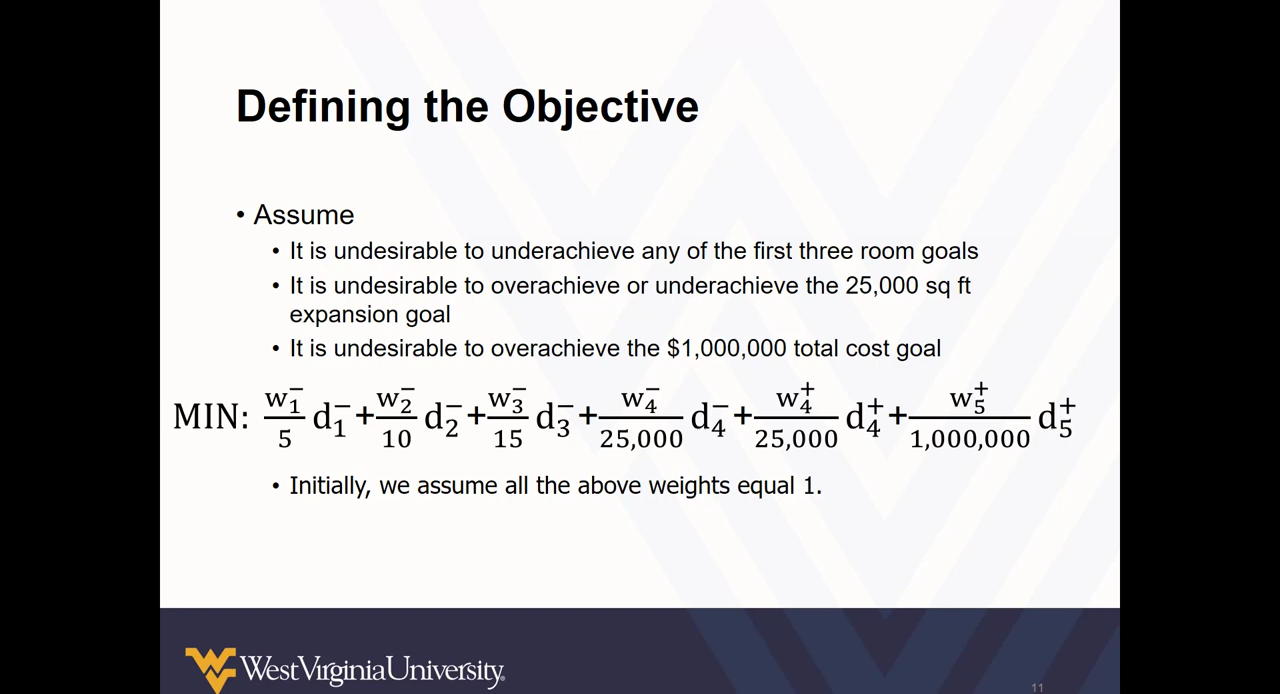 Defining the Objective
• Assume
• It is undesirable to underachieve any of the first three room goals
• It is undesirable to overachieve or underachieve the 25,000 sq ft
expansion goal
• It is undesirable to overachieve the $1,000,000 total cost goal
MIN: w₁⁻/5 d₁⁻+w₂⁻/10 d₂⁻+w₃⁻/15 d₃⁻+w₄⁻/25,000 d₄⁻+w₄⁺/25,000 d₄⁺+w₅⁺/1,000,000 d₅⁺
• Initially, we assume all the above weights equal 1.
WestVirginiaUniversity®
11